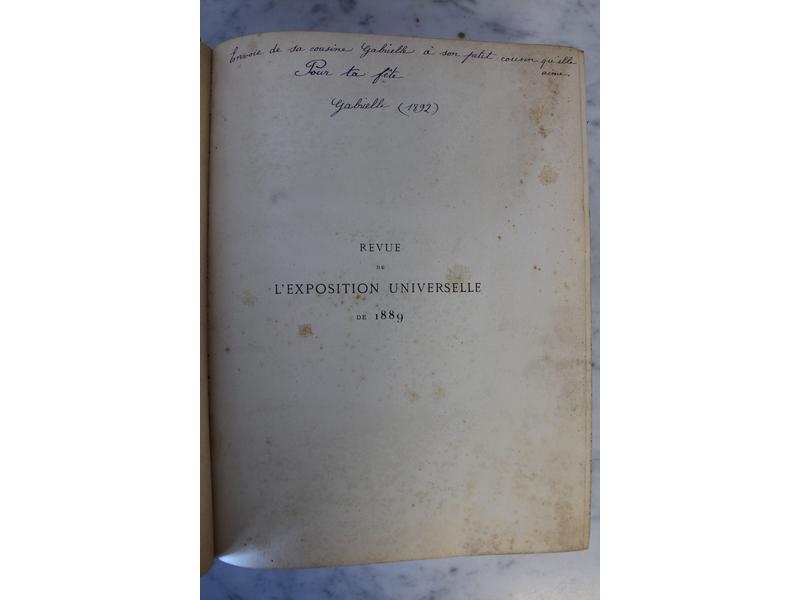 Envoie de sa cousine Gabrielle à son petit cousin qu'elle
aime.
Pour ta fête
Gabrielle (1892)
REVUE
DE
L'EXPOSITION UNIVERSELLE
DE 1889